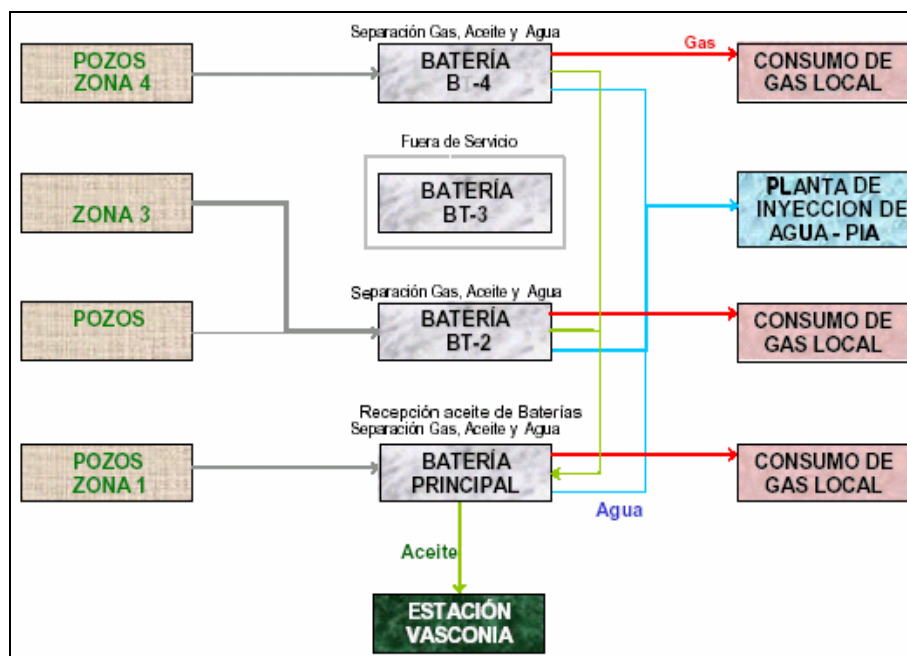 Separación Gas, Aceite y Agua
POZOS
ZONA 4
BATERÍA
BT-4
Gas
CONSUMO DE
GAS LOCAL
Fuera de Servicio
ZONA 3
BATERÍA
BT-3
PLANTA DE
INYECCION DE
AGUA - PIA
Separación Gas, Aceite y Agua
POZOS
BATERÍA
BT-2
CONSUMO DE
GAS LOCAL
Recepción aceite de Baterías
Separación Gas, Aceite y Agua
POZOS
ZONA 1
BATERÍA
PRINCIPAL
CONSUMO DE
GAS LOCAL
Agua
Aceite
ESTACIÓN
VASCONIA